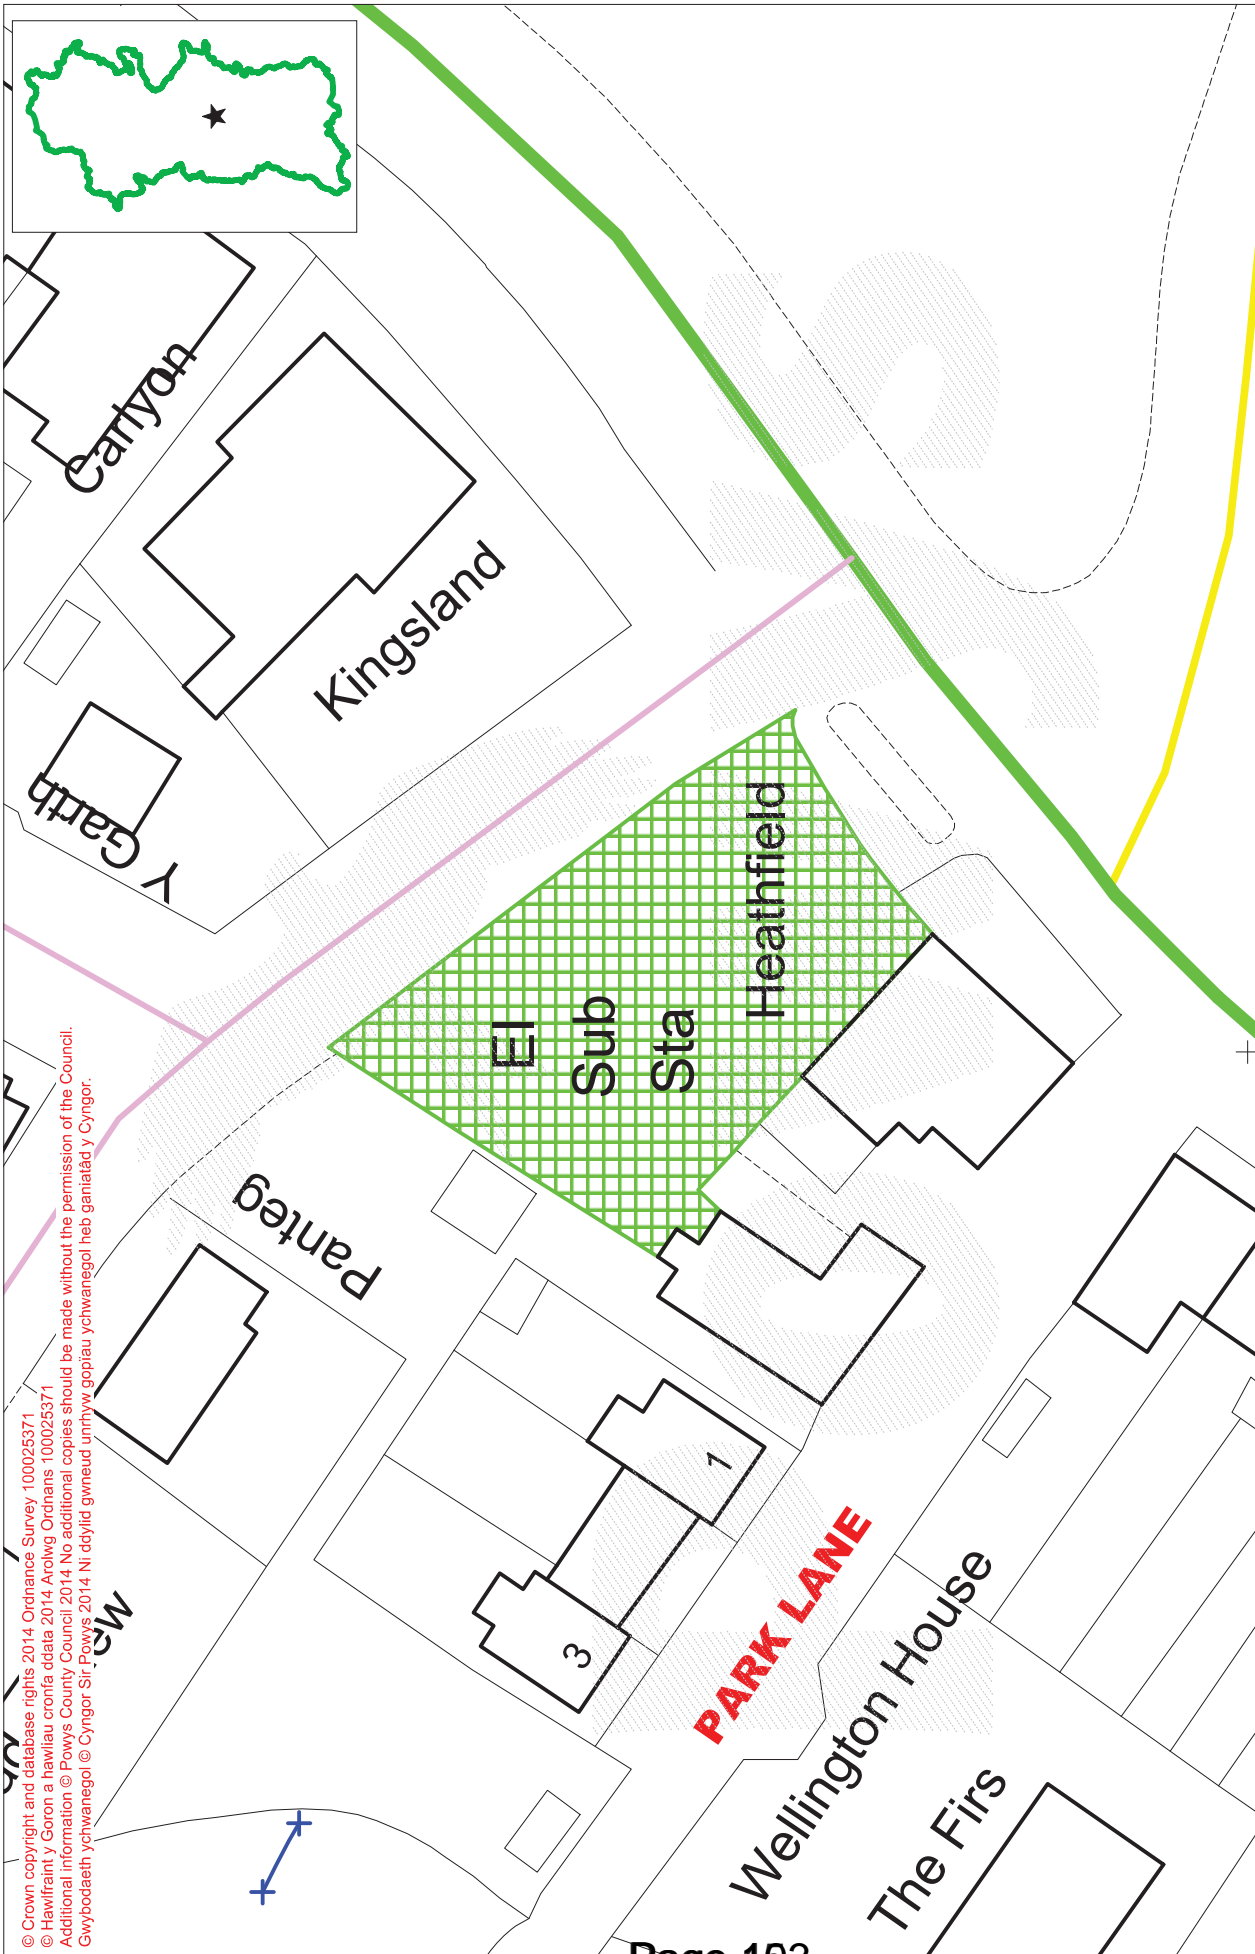 Carlyon
Kingsland
Y Garth
Heathfield
El
Sub
Sta
Panteg
1
3
PARK LANE
Wellington House
The Firs
© Crown copyright and database rights 2014 Ordnance Survey 100025371
© Hawlfraint y Goron a hawliau cronfa ddata 2014 Arolwg Ordnans 100025371
Additional information © Powys County Council 2014 No additional copies should be made without the permission of the Council.
Gwybodaeth ychwanegol © Cyngor Sir Powys 2014 Ni ddylid gwneud unrhyw gopïau ychwanegol heb ganiatâd y Cyngor.
Page